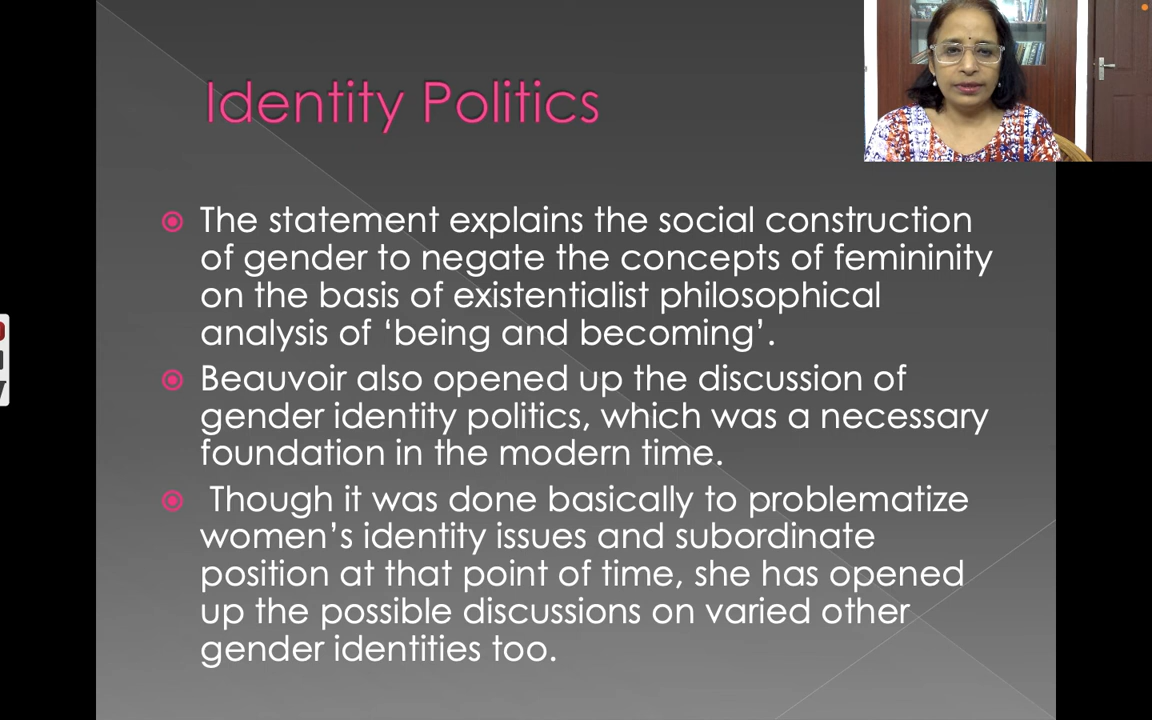 Identity Politics
The statement explains the social construction
of gender to negate the concepts of femininity
on the basis of existentialist philosophical
analysis of ‘being and becoming’.
Beauvoir also opened up the discussion of
gender identity politics, which was a necessary
foundation in the modern time.
Though it was done basically to problematize
women’s identity issues and subordinate
position at that point of time, she has opened
up the possible discussions on varied other
gender identities too.